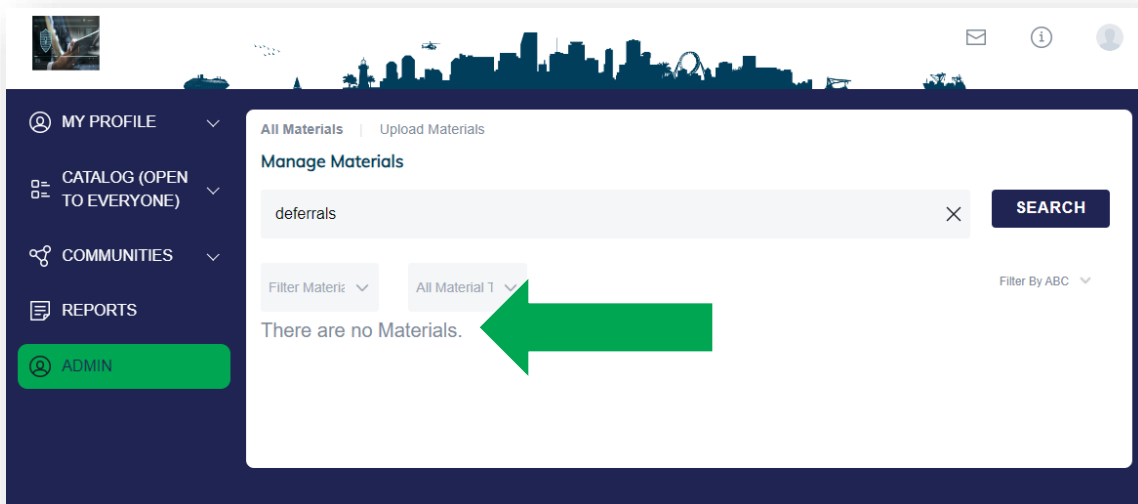 MY PROFILE
CATALOG (OPEN
TO EVERYONE)
COMMUNITIES
REPORTS
ADMIN
All Materials | Upload Materials
Manage Materials
deferrals
SEARCH
Filter Materia
All Material T
Filter By ABC
There are no Materials.